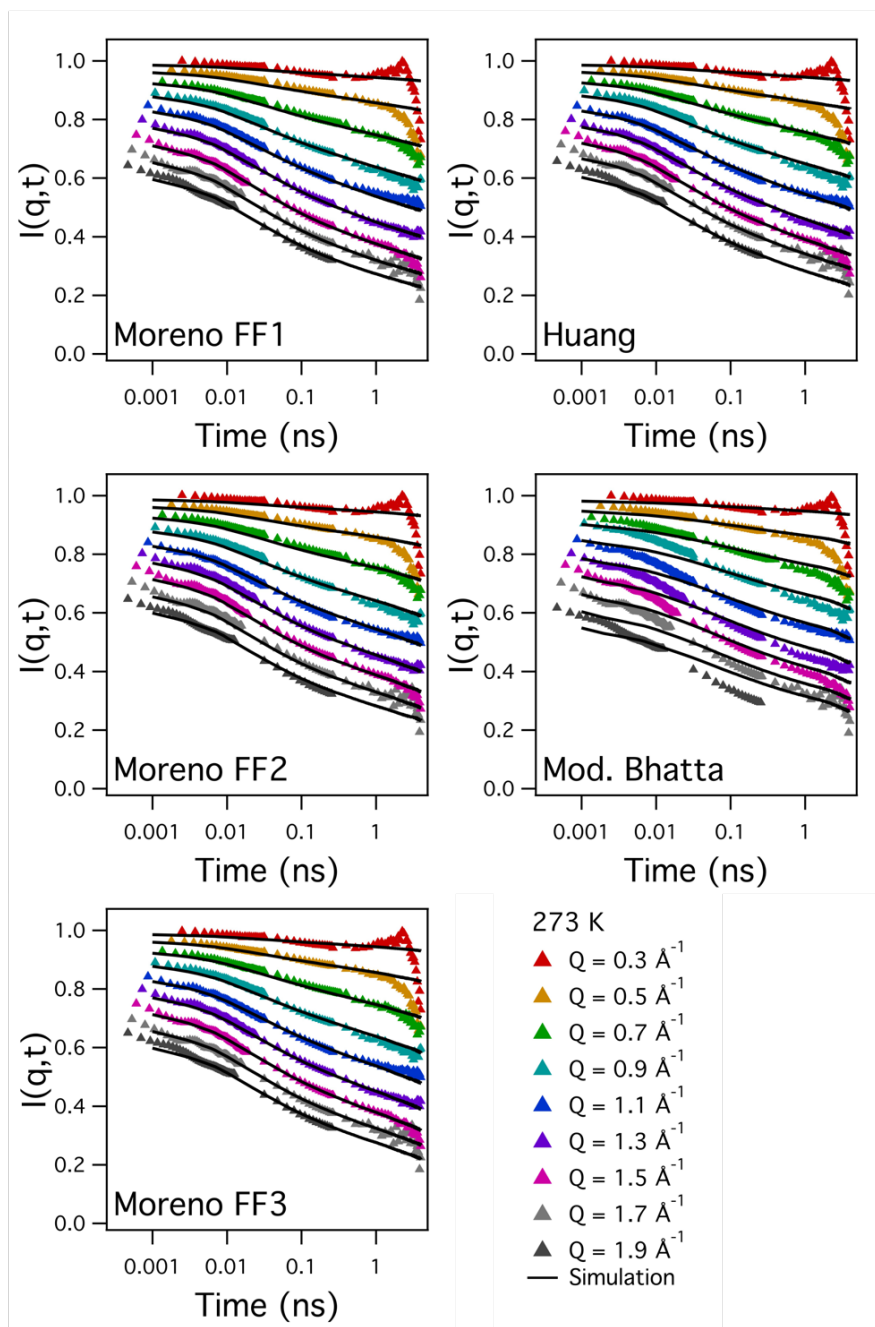 1.0
0.8
0.6
0.4
0.2
0.0
I(q,t)
Moreno FF1
0.001 0.01 0.1 1
Time (ns)
1.0
0.8
0.6
0.4
0.2
0.0
I(q,t)
Huang
0.001 0.01 0.1 1
Time (ns)
1.0
0.8
0.6
0.4
0.2
0.0
I(q,t)
Moreno FF2
0.001 0.01 0.1 1
Time (ns)
1.0
0.8
0.6
0.4
0.2
0.0
I(q,t)
Mod. Bhatta
0.001 0.01 0.1 1
Time (ns)
1.0
0.8
0.6
0.4
0.2
0.0
I(q,t)
Moreno FF3
0.001 0.01 0.1 1
Time (ns)
273 K
Q = 0.3 Å⁻¹
Q = 0.5 Å⁻¹
Q = 0.7 Å⁻¹
Q = 0.9 Å⁻¹
Q = 1.1 Å⁻¹
Q = 1.3 Å⁻¹
Q = 1.5 Å⁻¹
Q = 1.7 Å⁻¹
Q = 1.9 Å⁻¹
Simulation